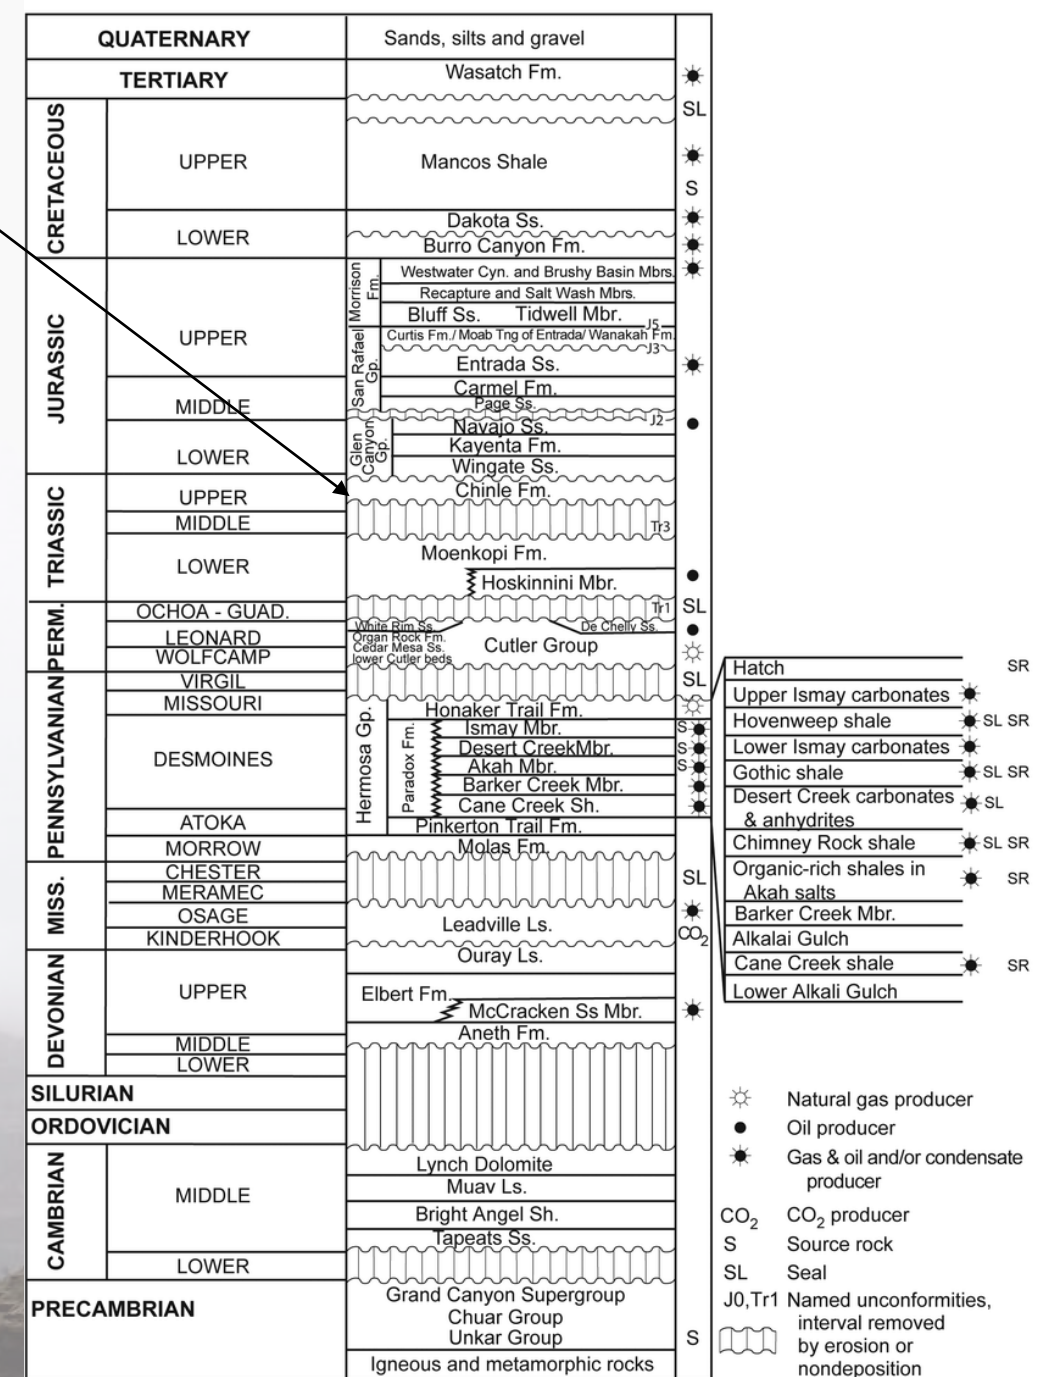 QUATERNARY
Sands, silts and gravel
TERTIARY
Wasatch Fm.
CRETACEOUS
SL
UPPER
Mancos Shale
S
LOWER
Dakota Ss.
Burro Canyon Fm.
JURASSIC
Morrison Fm.
Westwater Cyn. and Brushy Basin Mbrs.
Recapture and Salt Wash Mbrs.
Bluff Ss. Tidwell Mbr.
J5
UPPER
San Rafael Gp.
Curtis Fm./ Moab Tng of Entrada/ Wanakah Fm.
J3
Entrada Ss.
Carmel Fm.
MIDDLE
Page Ss.
J2
LOWER
Glen Canyon Gp.
Navajo Ss.
Kayenta Fm.
Wingate Ss.
TRIASSIC
UPPER
Chinle Fm.
MIDDLE
Tr3
LOWER
Moenkopi Fm.
Hoskinnini Mbr.
PERM.
OCHOA - GUAD.
Tr1
SL
LEONARD
White Rim Ss.
De Chelly Ss.
Organ Rock Fm.
WOLFCAMP
Cedar Mesa Ss.
lower Cutler beds
Cutler Group
PENNSYLVANIAN
VIRGIL
SL
MISSOURI
Hermosa Gp.
Honaker Trail Fm.
DESMOINES
Paradox Fm.
Ismay Mbr.
S
Desert CreekMbr.
S
Akah Mbr.
S
Barker Creek Mbr.
Cane Creek Sh.
ATOKA
Pinkerton Trail Fm.
MORROW
Molas Fm.
MISS.
CHESTER
SL
MERAMEC
OSAGE
Leadville Ls.
CO2
KINDERHOOK
DEVONIAN
Ouray Ls.
UPPER
Elbert Fm.
McCracken Ss Mbr.
Aneth Fm.
MIDDLE
LOWER
SILURIAN
ORDOVICIAN
CAMBRIAN
MIDDLE
Lynch Dolomite
Muav Ls.
Bright Angel Sh.
Tapeats Ss.
LOWER
PRECAMBRIAN
Grand Canyon Supergroup
Chuar Group
Unkar Group
S
Igneous and metamorphic rocks
Hatch SR
Upper Ismay carbonates
Hovenweep shale SL SR
Lower Ismay carbonates
Gothic shale SL SR
Desert Creek carbonates
& anhydrites SL
Chimney Rock shale SL SR
Organic-rich shales in
Akah salts SR
Barker Creek Mbr.
Alkalai Gulch
Cane Creek shale SR
Lower Alkali Gulch
Natural gas producer
Oil producer
Gas & oil and/or condensate
producer
CO2 CO2 producer
S Source rock
SL Seal
J0,Tr1 Named unconformities,
interval removed
by erosion or
nondeposition